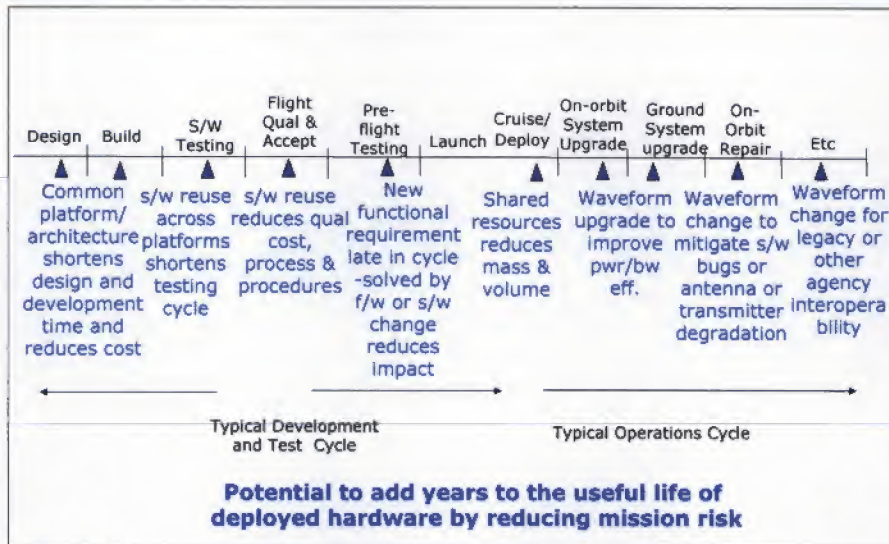 Design
Build
S/W
Testing
Flight
Qual &
Accept
Pre-
flight
Testing
Launch
Cruise/
Deploy
On-orbit
System
Upgrade
Ground
System
upgrade
On-
Orbit
Repair
Etc
Common
platform/
architecture
shortens
design and
development
time and
reduces cost
s/w reuse
across
platforms
shortens
testing
cycle
s/w reuse
reduces qual
cost,
process &
procedures
New
functional
requirement
late in cycle
-solved by
f/w or s/w
change
reduces
impact
Shared
resources
reduces
mass &
volume
Waveform
upgrade to
improve
pwr/bw
eff.
Waveform
change to
mitigate s/w
bugs or
antenna or
transmitter
degradation
Waveform
change for
legacy or
other
agency
interopera
bility
Typical Development
and Test Cycle
Typical Operations Cycle
Potential to add years to the useful life of
deployed hardware by reducing mission risk